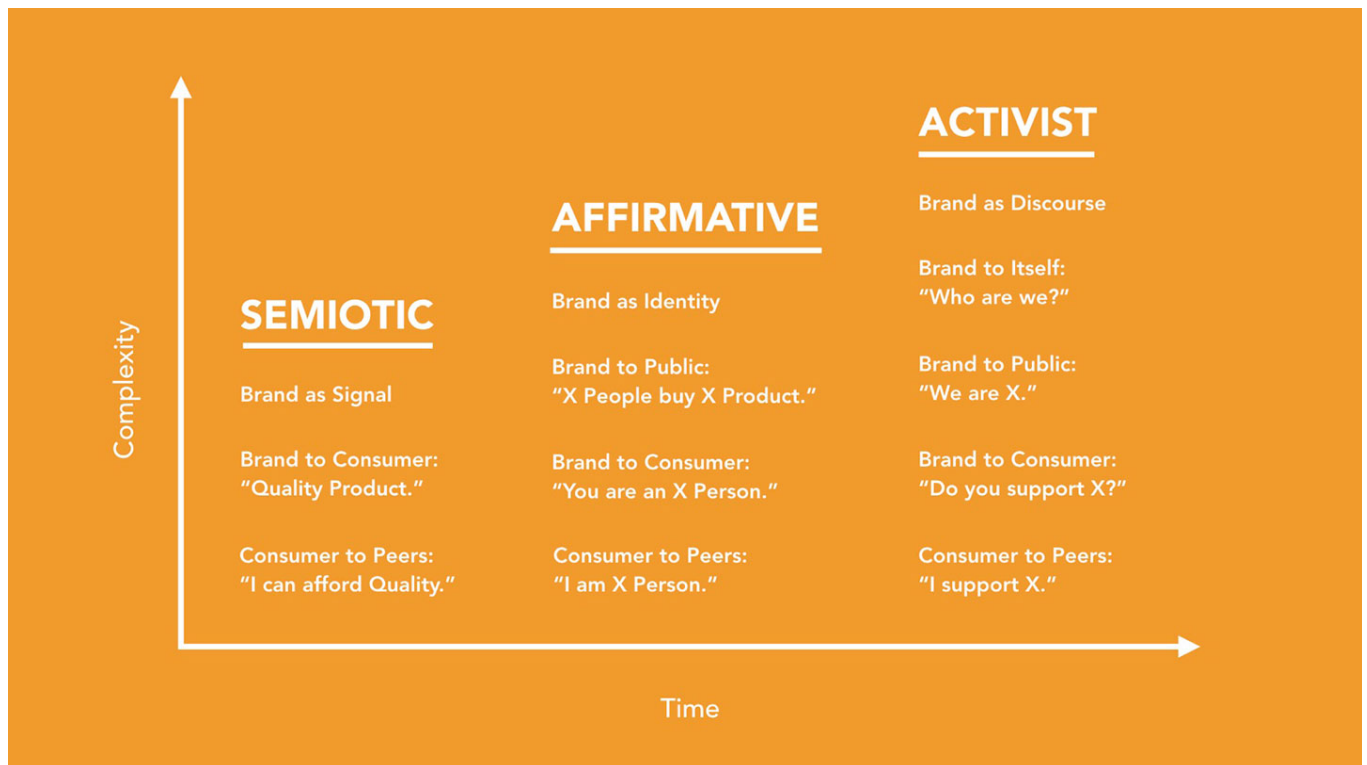 Complexity
SEMIOTIC
Brand as Signal
Brand to Consumer:
“Quality Product.”
Consumer to Peers:
“I can afford Quality.”
AFFIRMATIVE
Brand as Identity
Brand to Public:
“X People buy X Product.”
Brand to Consumer:
“You are an X Person.”
Consumer to Peers:
“I am X Person.”
ACTIVIST
Brand as Discourse
Brand to Itself:
“Who are we?”
Brand to Public:
“We are X.”
Brand to Consumer:
“Do you support X?”
Consumer to Peers:
“I support X.”
Time